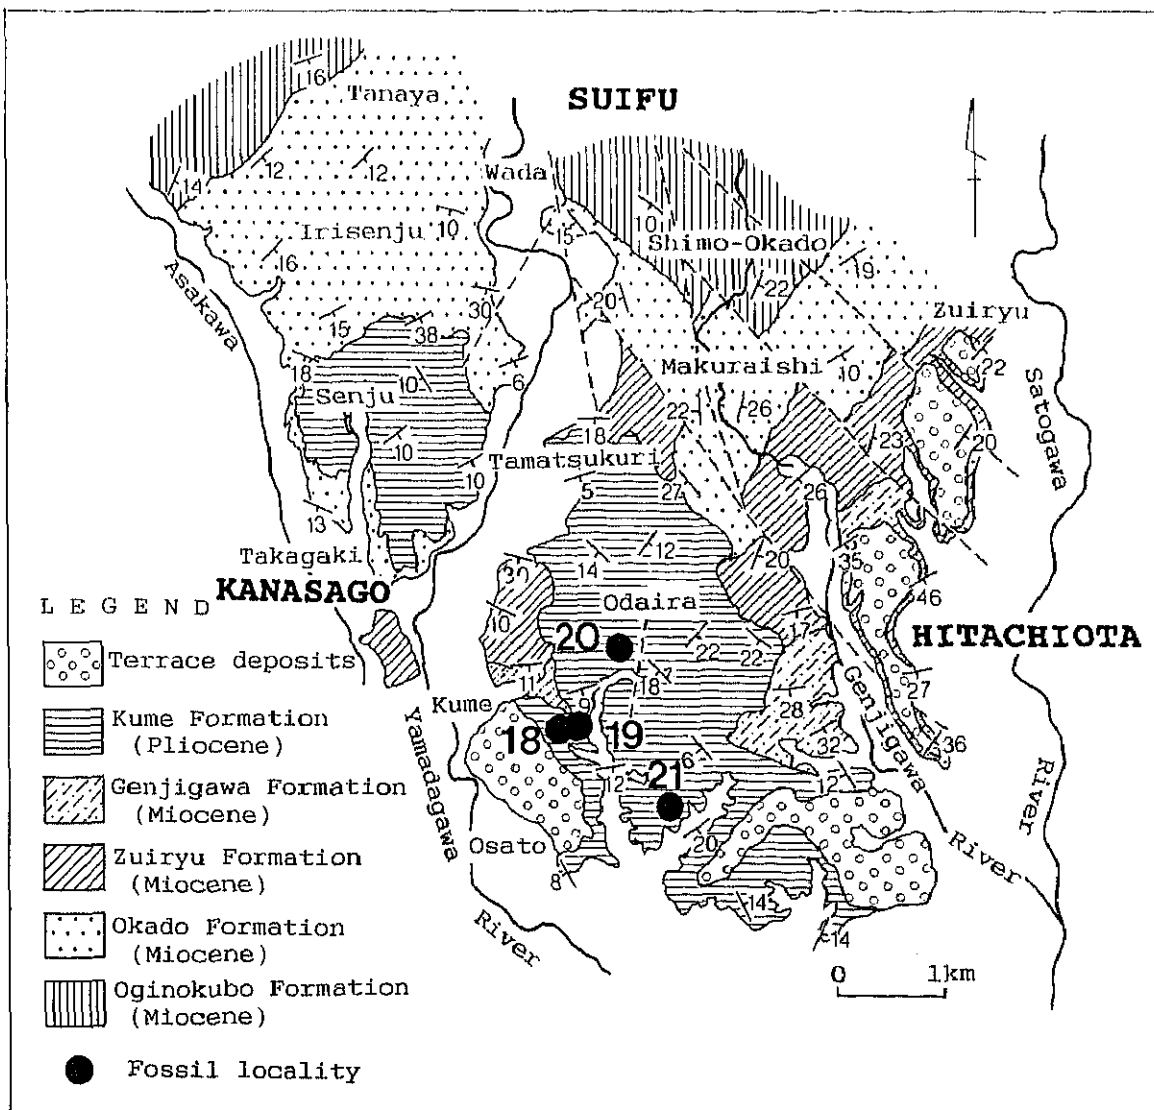 SUIFU
16
Tanaya
14
12
12
Wada
10
10
15
Irisenju
Shimo-Okado
16
19
22
Asakawa
30
20
Zuiryu
15
38
18
6
Makuraishi
10
22
10
Senju
Satogawa
22
26
18
23
20
10
Tamatsukuri
10
5
27
26
13
12
Takagaki
14
20
35
30
KANASAGO
Odaira
46
LEGEND
10
17
HITACHIOTA
20
22
22
Terrace deposits
11
18
27
Kume
9
28
Genjigawa
Kume Formation
(Pliocene)
18
19
32
36
Yamadagawa
6
21
12
12
Genjigawa Formation
(Miocene)
River
Osato
20
River
8
Zuiryu Formation
(Miocene)
14
River
14
Okado Formation
(Miocene)
0 1km
Oginokubo Formation
(Miocene)
Fossil locality